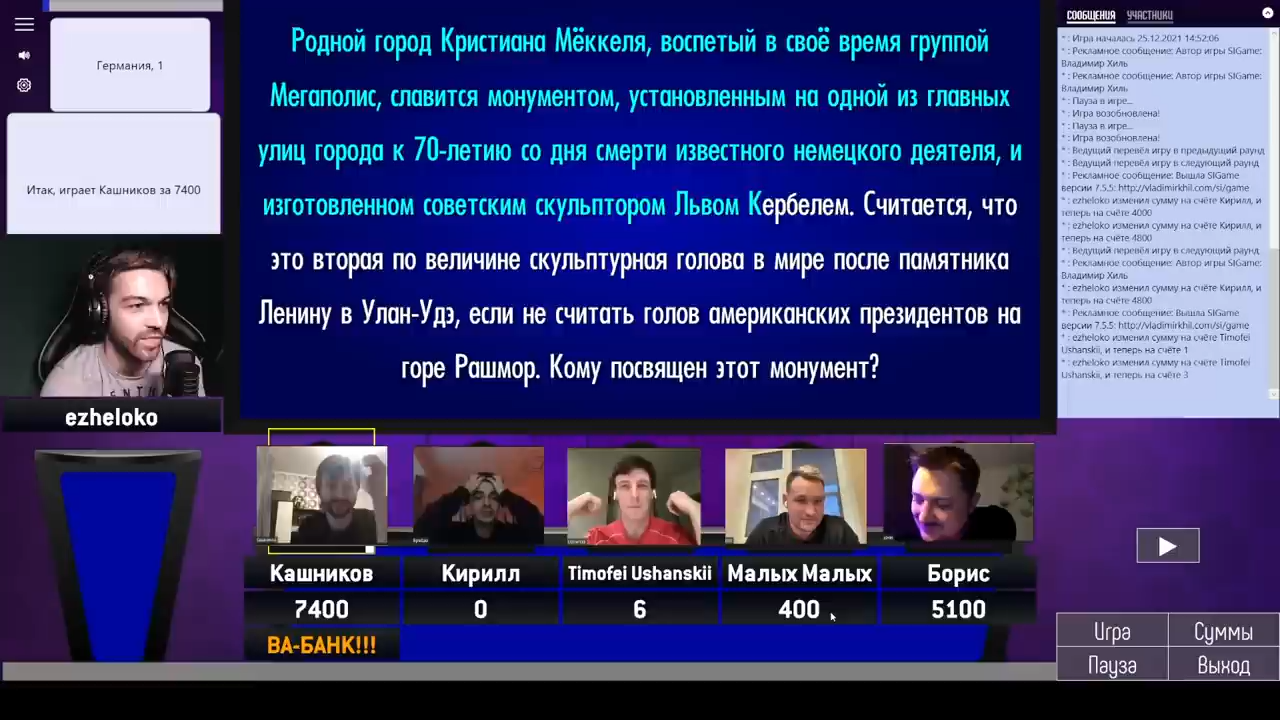 Германия, 1
Итак, играет Кашников за 7400
ezheloko
Родной город Кристиана Мёккеля, воспетый в своё время группой
Мегаполис, славится монументом, установленным на одной из главных
улиц города к 70-летию со дня смерти известного немецкого деятеля, и
изготовленном советским скульптором Львом Кербелем. Считается, что
это вторая по величине скульптурная голова в мире после памятника
Ленину в Улан-Удэ, если не считать голов американских президентов на
горе Рашмор. Кому посвящен этот монумент?
СООБЩЕНИЯ УЧАСТНИКИ
* : Игра началась 25.12.2021 14:52:06
* : Рекламное сообщение: Автор игры SIGame:
Владимир Хиль
* : Рекламное сообщение: Автор игры SIGame:
Владимир Хиль
* : Пауза в игре...
* : Игра возобновлена!
* : Пауза в игре...
* : Игра возобновлена!
* : Ведущий перевёл игру в предыдущий раунд
* : Ведущий перевёл игру в следующий раунд
* : Рекламное сообщение: Вышла SIGame
версии 7.5.5: http://vladimirkhil.com/si/game
* : ezheloko изменил сумму на счёте Кирилл, и
теперь на счёте 4000
* : ezheloko изменил сумму на счёте Кирилл, и
теперь на счёте 4800
* : Ведущий перевёл игру в следующий раунд
* : Рекламное сообщение: Автор игры SIGame:
Владимир Хиль
* : ezheloko изменил сумму на счёте Кирилл, и
теперь на счёте 4800
* : Рекламное сообщение: Вышла SIGame
версии 7.5.5: http://vladimirkhil.com/si/game
* : ezheloko изменил сумму на счёте Timofei
Ushanskii, и теперь на счёте 1
* : ezheloko изменил сумму на счёте Timofei
Ushanskii, и теперь на счёте 3
Кашников Кирилл Timofei Ushanskii Малых Малых Борис
7400 0 6 400 5100
ВА-БАНК!!!
Игра Суммы
Пауза Выход